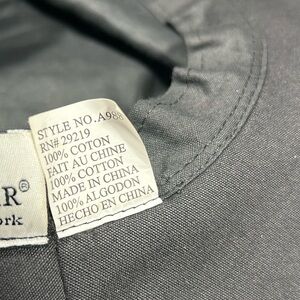 STYLE NO. A988
RN# 29219
100% COTON
FAIT AU CHINE
100% COTTON
MADE IN CHINA
100% ALGODON
HECHO EN CHINA
R®
ork